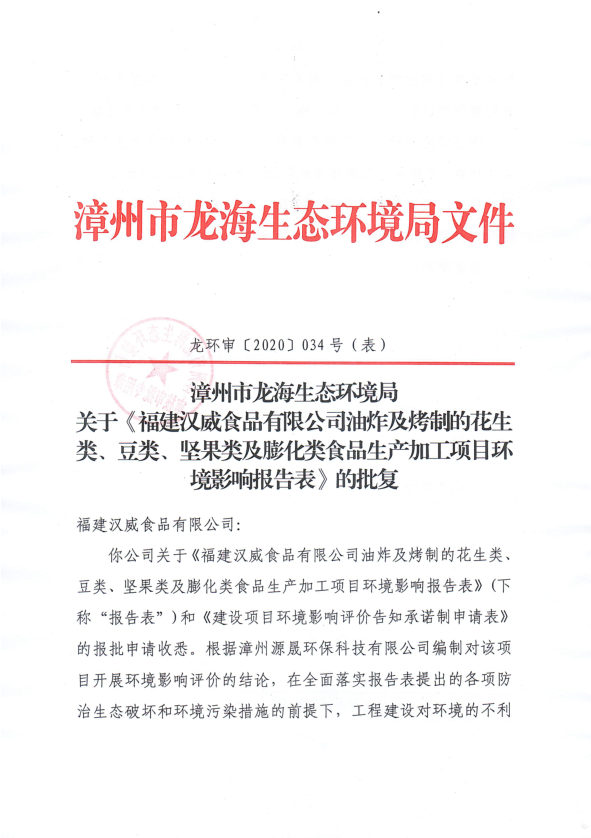 漳州市龙海生态环境局文件
龙环审〔2020〕034号（表）
漳州市龙海生态环境局
关于《福建汉威食品有限公司油炸及烤制的花生
类、豆类、坚果类及膨化类食品生产加工项目环
境影响报告表》的批复
福建汉威食品有限公司：
你公司关于《福建汉威食品有限公司油炸及烤制的花生类、
豆类、坚果类及膨化类食品生产加工项目环境影响报告表》(下
称“报告表”)和《建设项目环境影响评价告知承诺制申请表》
的报批申请收悉。根据漳州源晟环保科技有限公司编制对该项
目开展环境影响评价的结论，在全面落实报告表提出的各项防
治生态破坏和环境污染措施的前提下，工程建设对环境的不利